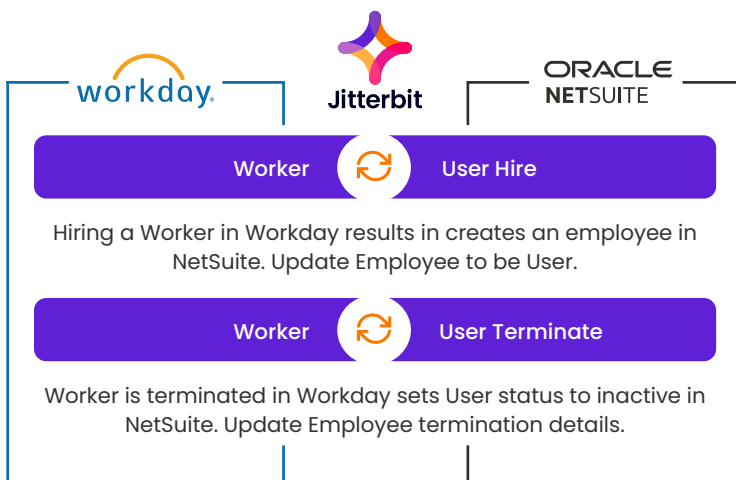 workday.
Jitterbit
ORACLE
NETSUITE
Worker
User Hire
Hiring a Worker in Workday results in creates an employee in
NetSuite. Update Employee to be User.
Worker
User Terminate
Worker is terminated in Workday sets User status to inactive in
NetSuite. Update Employee termination details.